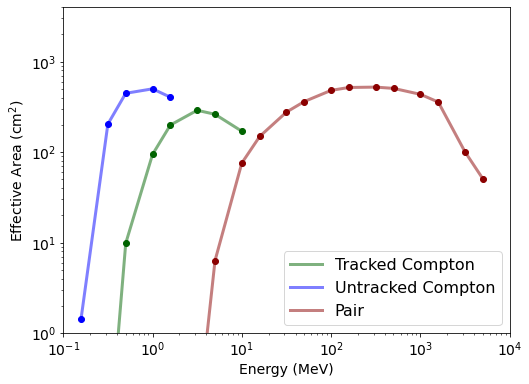 Effective Area (cm²)
10³
10²
10¹
10⁰
Tracked Compton
Untracked Compton
Pair
10⁻¹ 10⁰ 10¹ 10² 10³ 10⁴
Energy (MeV)